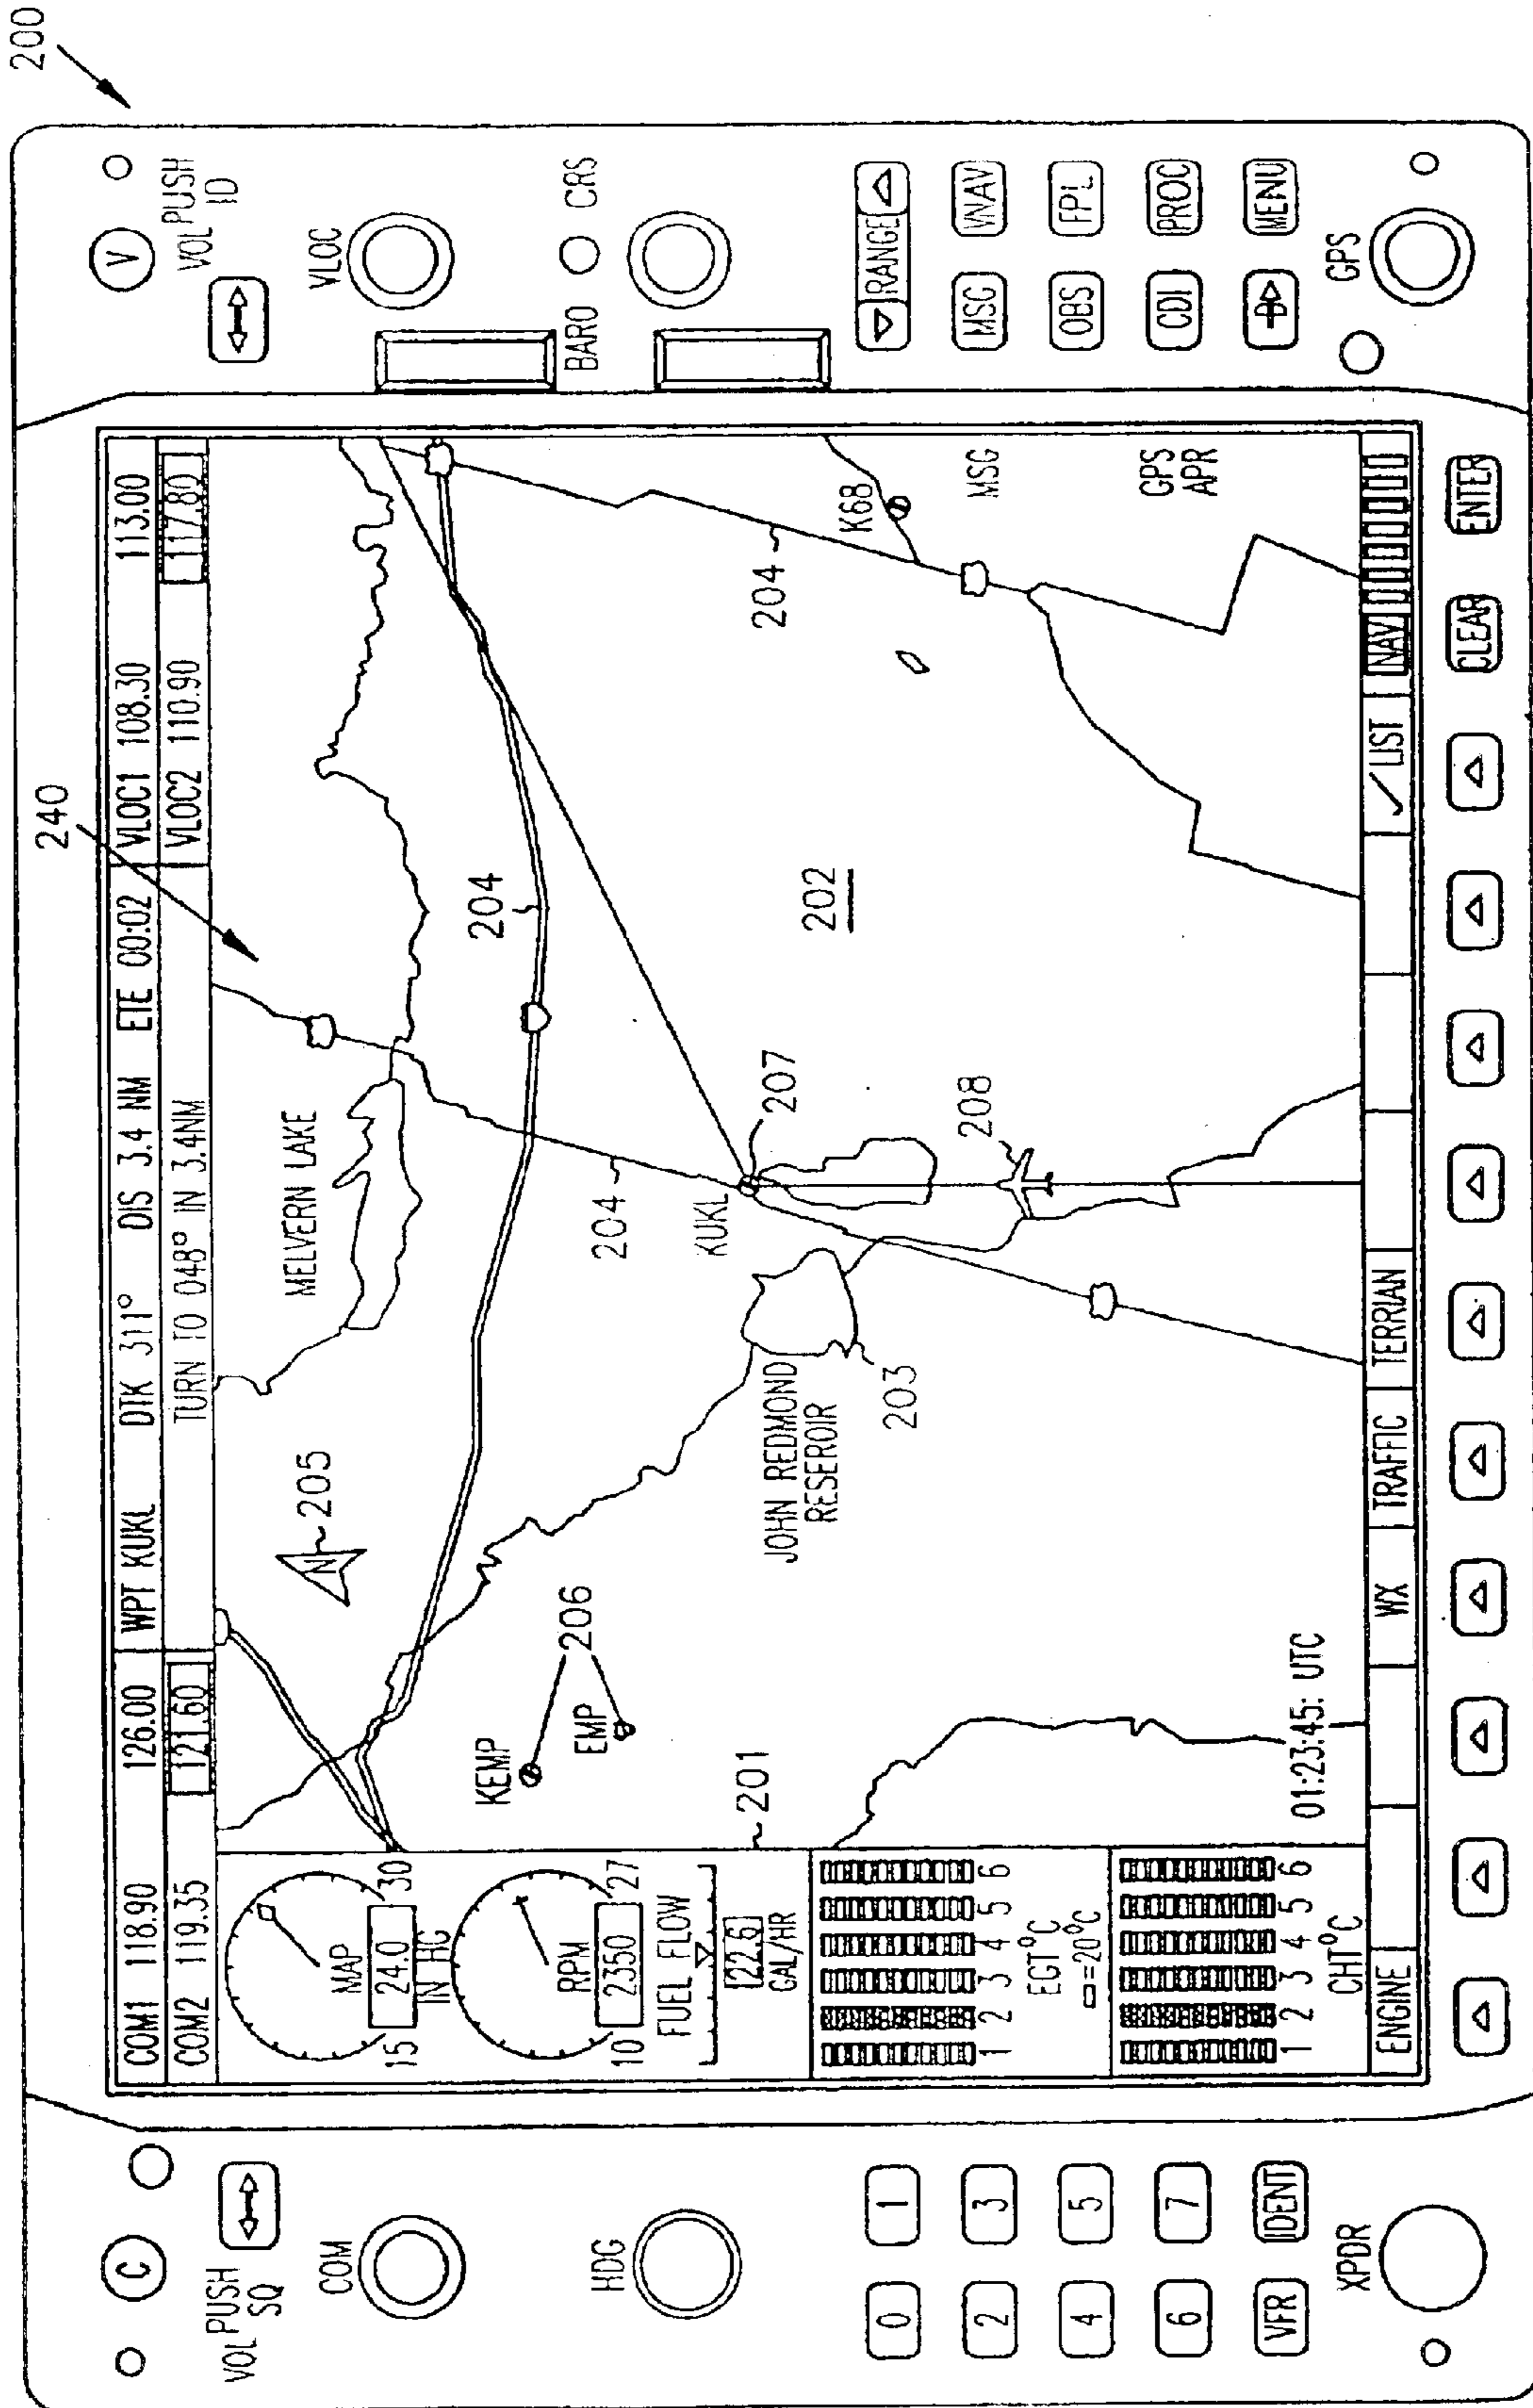 200
240
C
VOL PUSH
SQ
COM
HDG
0 1
2 3
4 5
6 7
VFR IDENT
XPDR
COM1 118.90 126.00 WPT KUKL DTK 311° DIS 3.4 NM ETE 00:02 VLOC1 108.30 113.00
COM2 119.35 121.60 TURN TO 048° IN 3.4NM VLOC2 110.90 117.80
MAP
15 24.0 30
IN HG
RPM
10 2350 27
FUEL FLOW
22.6
GAL/HR
1 2 3 4 5 6
EGT°C
=20°C
1 2 3 4 5 6
CHT°C
201
N
205
KEMP
EMP
206
MELVERN LAKE
204
204
KUKL
207
JOHN REDMOND
RESEROIR
203
208
202
204
K68
MSG
GPS
APR
01:23:45: UTC
ENGINE WX TRAFFIC TERRIAN LIST NAV
CLEAR ENTER
V
VOL PUSH
ID
VLOC
BARO CRS
RANGE
MSG VNAV
OBS FPL
CDI PROC
D MENU
GPS